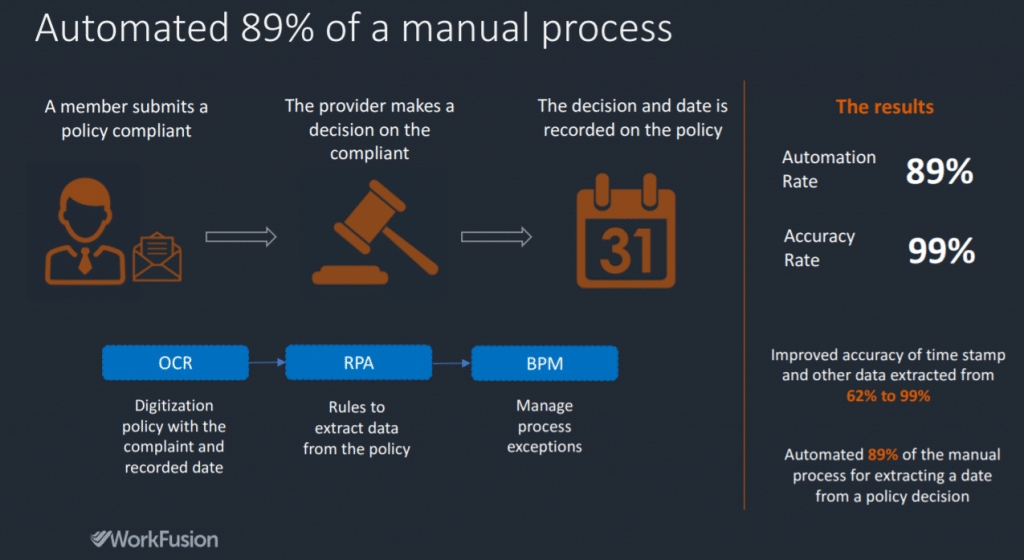 Automated 89% of a manual process
A member submits a
policy compliant
The provider makes a
decision on the
compliant
The decision and date is
recorded on the policy
31
OCR
RPA
BPM
Digitization
policy with the
complaint and
recorded date
Rules to
extract data
from the policy
Manage
process
exceptions
The results
Automation
Rate
89%
Accuracy
Rate
99%
Improved accuracy of time stamp
and other data extracted from
62% to 99%
Automated 89% of the manual
process for extracting a date
from a policy decision
WorkFusion